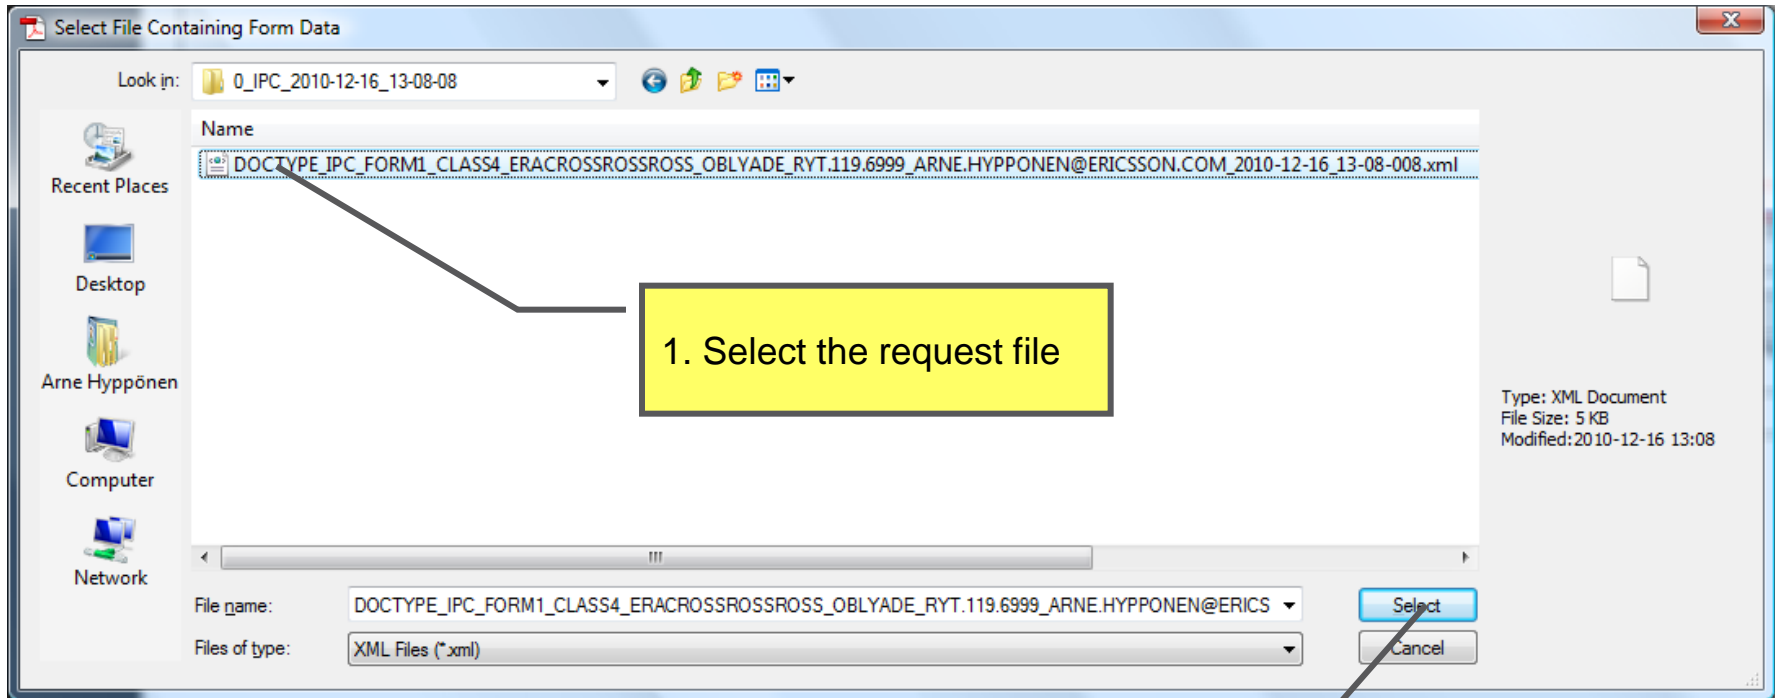 Select File Containing Form Data
Look in: 0_IPC_2010-12-16_13-08-08
Name
DOCTYPE_IPC_FORM1_CLASS4_ERACROSSROSSROSS_OBLYADE_RYT.119.6999_ARNE.HYPPONEN@ERICSSON.COM_2010-12-16_13-08-008.xml
Recent Places
Desktop
Arne Hyppönen
Computer
Network
1. Select the request file
Type: XML Document
File Size: 5 KB
Modified: 2010-12-16 13:08
File name: DOCTYPE_IPC_FORM1_CLASS4_ERACROSSROSSROSS_OBLYADE_RYT.119.6999_ARNE.HYPPONEN@ERICS
Select
Files of type: XML Files (*.xml)
Cancel